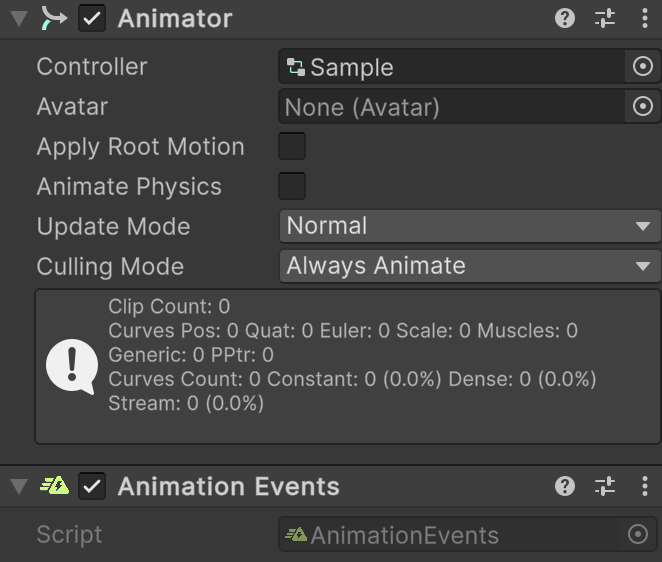 Animator
Controller Sample
Avatar None (Avatar)
Apply Root Motion
Animate Physics
Update Mode Normal
Culling Mode Always Animate
Clip Count: 0
Curves Pos: 0 Quat: 0 Euler: 0 Scale: 0 Muscles: 0
Generic: 0 PPtr: 0
Curves Count: 0 Constant: 0 (0.0%) Dense: 0 (0.0%)
Stream: 0 (0.0%)
Animation Events
Script AnimationEvents